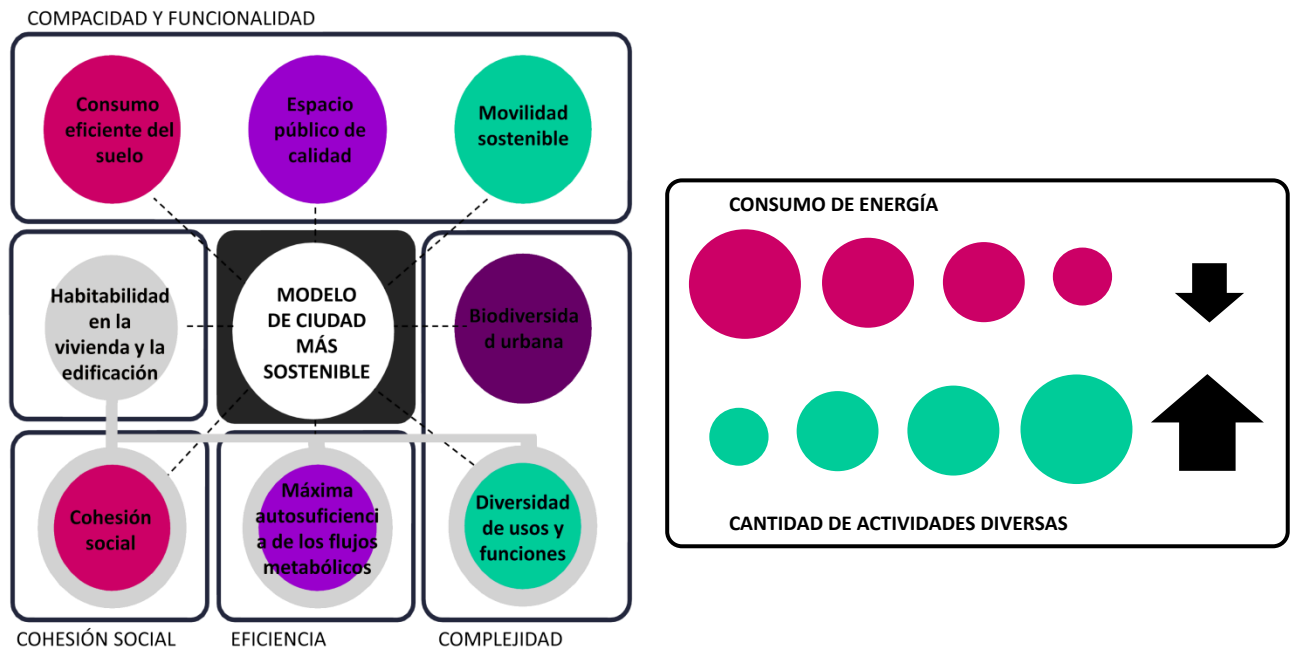 COMPACIDAD Y FUNCIONALIDAD
Consumo
eficiente del
suelo
Espacio
público de
calidad
Movilidad
sostenible
Habitabilidad
en la
vivienda y la
edificación
MODELO
DE CIUDAD
MÁS
SOSTENIBLE
Biodiversida
d urbana
Cohesión
social
Máxima
autosuficienci
a de los flujos
metabólicos
Diversidad
de usos y
funciones
COHESIÓN SOCIAL
EFICIENCIA
COMPLEJIDAD
CONSUMO DE ENERGÍA
CANTIDAD DE ACTIVIDADES DIVERSAS